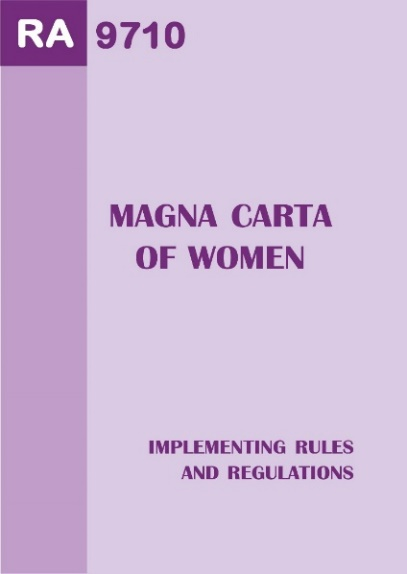 RA 9710
MAGNA CARTA
OF WOMEN
IMPLEMENTING RULES
AND REGULATIONS